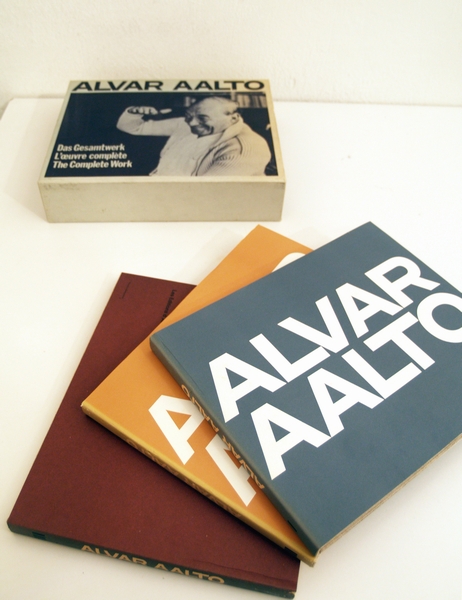 ALVAR AALTO
Das Gesamtwerk
L'œuvre complète
The Complete Work
ALVAR
AALTO
A
ALVAR AALTO